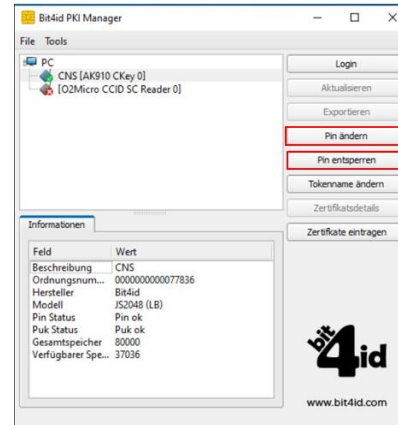 Bit4id PKI Manager
File Tools
PC
CNS [AK910 CKey 0]
[O2Micro CCID SC Reader 0]
Login
Aktualisieren
Exportieren
Pin ändern
Pin entsperren
Tokenname ändern
Zertifikatsdetails
Zertifikate eintragen
Informationen
Feld Wert
Beschreibung CNS
Ordnungsnum... 0000000000077836
Hersteller Bit4id
Modell JS2048 (LB)
Pin Status Pin ok
Puk Status Puk ok
Gesamtspeicher 80000
Verfügbarer Spe... 37036
bit4id
www.bit4id.com